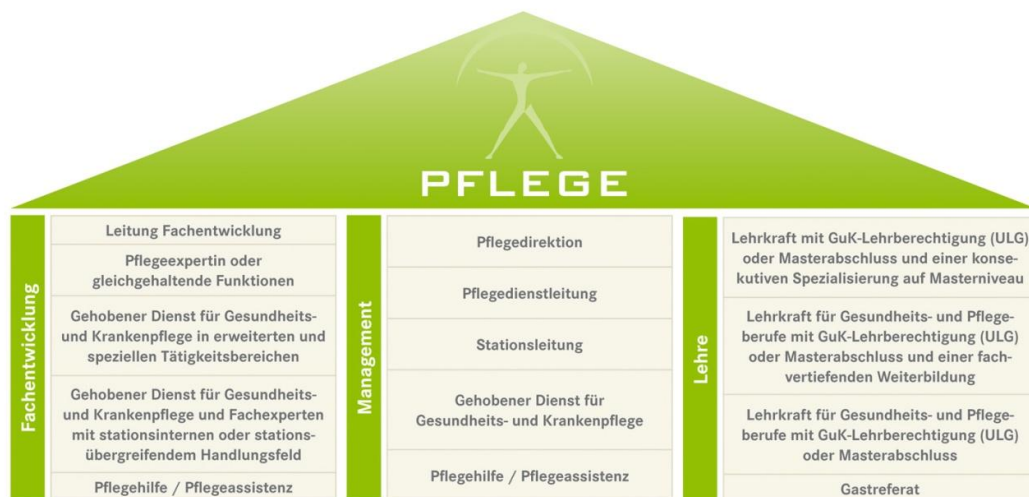 PFLEGE
Fachentwicklung
Leitung Fachentwicklung
Pflegeexpertin oder
gleichgehaltende Funktionen
Gehobener Dienst für Gesundheits-
und Krankenpflege in erweiterten und
speziellen Tätigkeitsbereichen
Gehobener Dienst für Gesundheits-
und Krankenpflege und Fachexperten
mit stationsinternen oder stations-
übergreifendem Handlungsfeld
Pflegehilfe / Pflegeassistenz
Management
Pflegedirektion
Pflegedienstleitung
Stationsleitung
Gehobener Dienst für
Gesundheits- und Krankenpflege
Pflegehilfe / Pflegeassistenz
Lehre
Lehrkraft mit GuK-Lehrberechtigung (ULG)
oder Masterabschluss und einer konse-
kutiven Spezialisierung auf Masterniveau
Lehrkraft für Gesundheits- und Pflege-
berufe mit GuK-Lehrberechtigung (ULG)
oder Masterabschluss und einer fach-
vertiefenden Weiterbildung
Lehrkraft für Gesundheits- und Pflege-
berufe mit GuK-Lehrberechtigung (ULG)
oder Masterabschluss
Gastreferat